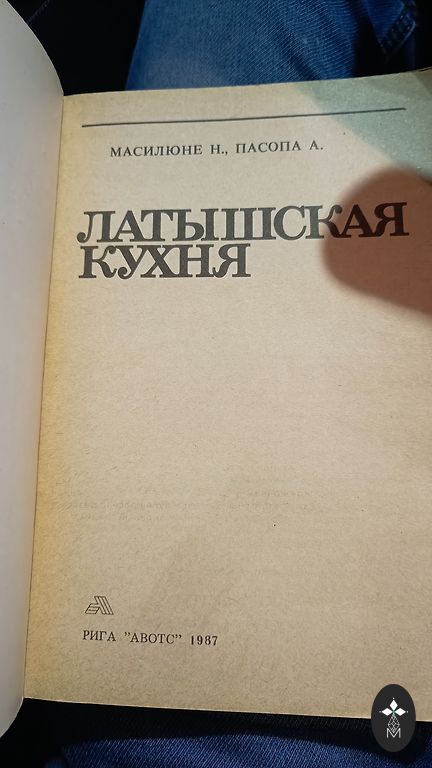 МАСИЛЮНЕ Н., ПАСОПА А.
ЛАТЫШСКАЯ
КУХНЯ
РИГА "АВОТС" 1987
М